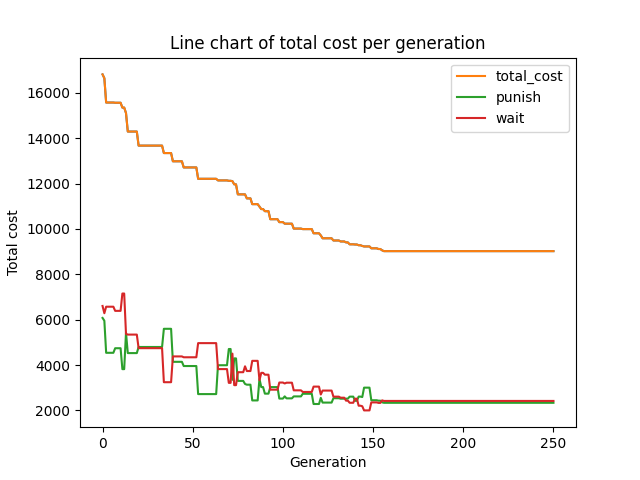 Line chart of total cost per generation
total_cost
punish
wait
Total cost
16000
14000
12000
10000
8000
6000
4000
2000
0
50
100
150
200
250
Generation